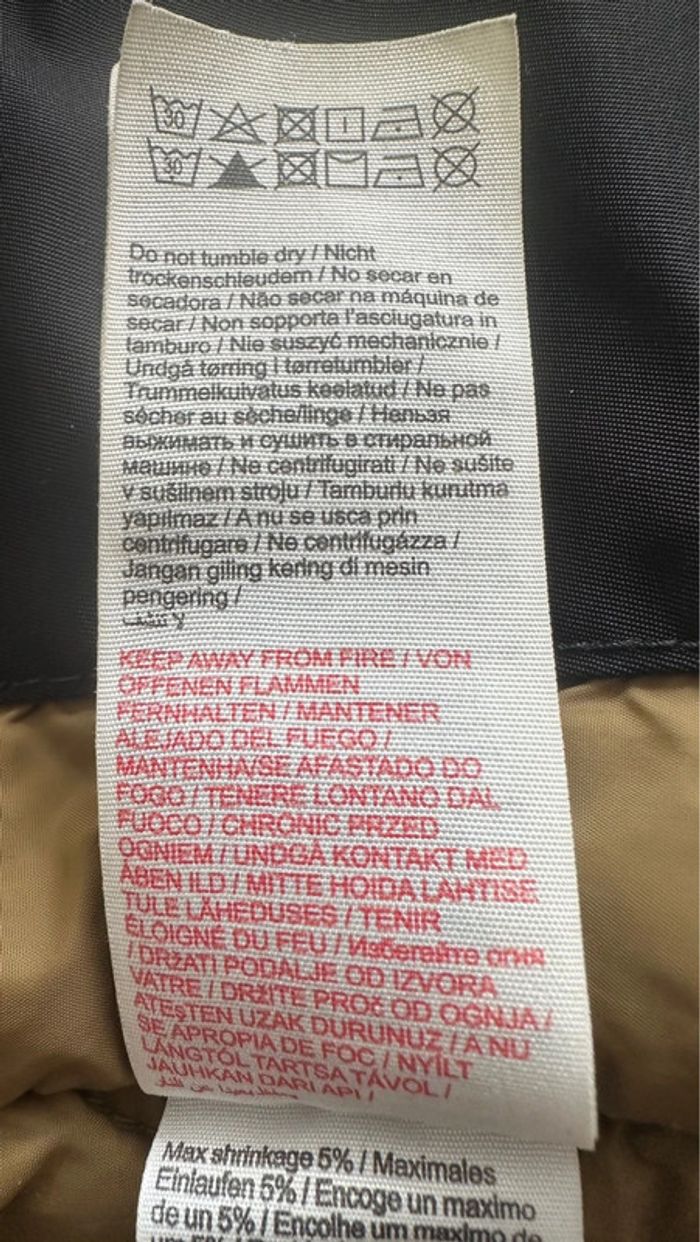 30
30
Do not tumble dry / Nicht
trockenschleudern / No secar en
secadora / Não secar na máquina de
secar / Non sopporta l'asciugatura in
tamburo / Nie suszyć mechanicznie /
Undgå tørring i tørretumbler /
Trummelkuivatus keelatud / Ne pas
sécher au sèche/linge / Нельзя
выжимать и сушить в стиральной
машине / Ne centrifugirati / Ne sušite
v sušilnem stroju / Tamburlu kurutma
yapılmaz / A nu se usca prin
centrifugare / Ne centrifugázza /
Jangan giling kering di mesin
pengering /
لا تنشف
KEEP AWAY FROM FIRE / VON
OFFENEN FLAMMEN
FERNHALTEN / MANTENER
ALEJADO DEL FUEGO /
MANTENHA/SE AFASTADO DO
FOGO / TENERE LONTANO DAL
FUOCO / CHRONIC PRZED
OGNIEM / UNDGÅ KONTAKT MED
ÅBEN ILD / MITTE HOIDA LAHTISE
TULE LÄHEDUSES / TENIR
ÉLOIGNÉ DU FEU / Избегайте огня
/ DRŽATI PODALJE OD IZVORA
VATRE / DRŽITE PROč OD OGNJA /
ATEşTEN UZAK DURUNUZ / A NU
SE APROPIA DE FOC / NYÍLT
LÁNGTÓL TARTSA TÁVOL /
JAUHKAN DARI API /
Max shrinkage 5% / Maximales
Einlaufen 5% / Encoge un maximo
de un 5% / Encolhe um maximo de